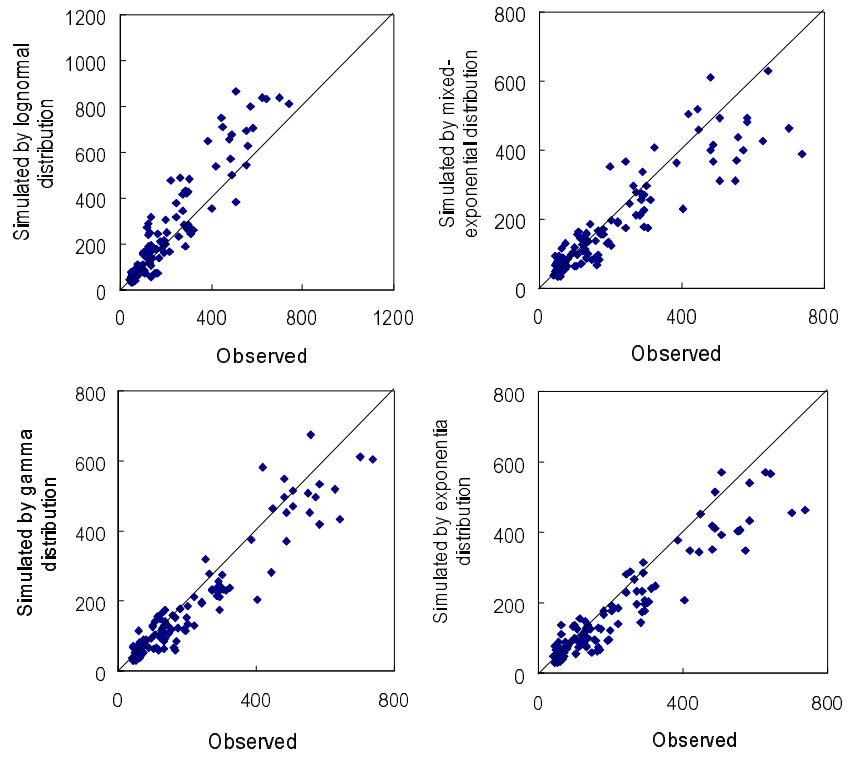 Simulated by lognormal
distribution
1200
1000
800
600
400
200
0
0 400 800 1200
Observed
Simulated by mixed-
exponential distribution
800
600
400
200
0
0 400 800
Observed
Simulated by gamma
distribution
800
600
400
200
0
0 400 800
Observed
Simulated by exponentia
distribution
800
600
400
200
0
0 400 800
Observed